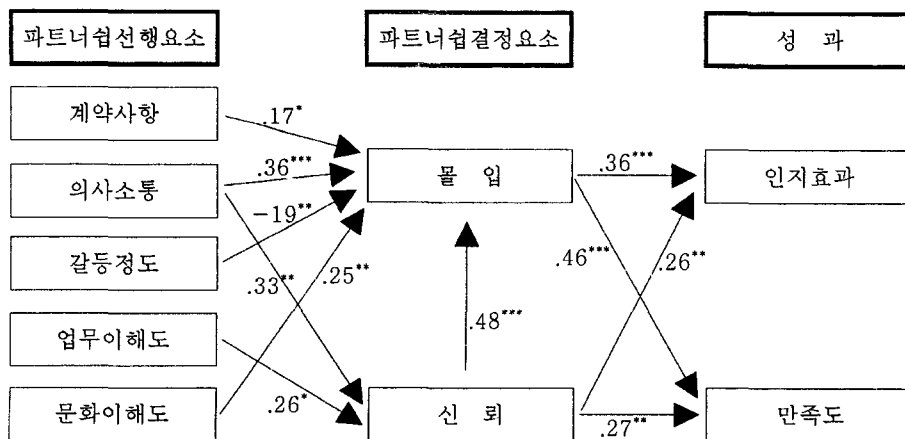 파트너쉽선행요소
파트너쉽결정요소
성 과
계약사항
.17*
의사소통
.36***
몰 입
.36***
인지효과
-19**
갈등정도
.33**
.25**
.46***
.26**
업무이해도
.48***
.26*
문화이해도
신 뢰
.27**
만족도